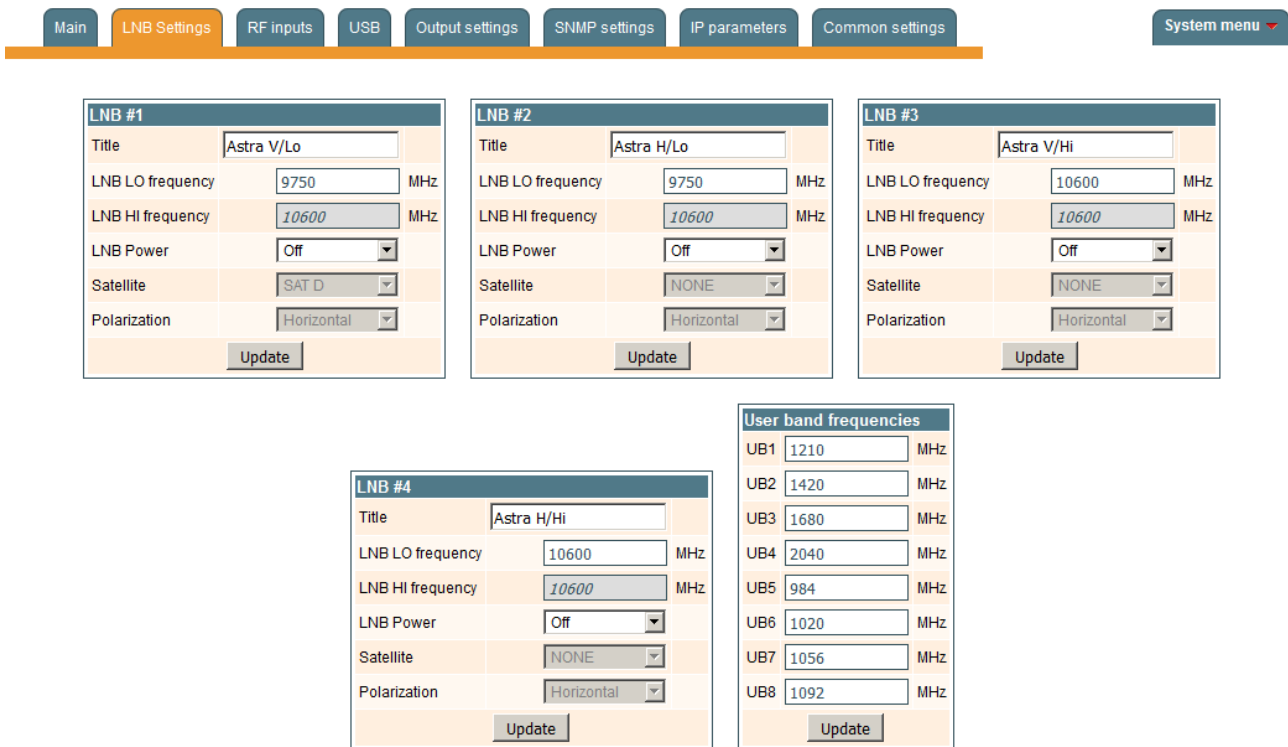 Main LNB Settings RF inputs USB Output settings SNMP settings IP parameters Common settings System menu
LNB #1
Title Astra V/Lo
LNB LO frequency 9750 MHz
LNB HI frequency 10600 MHz
LNB Power Off
Satellite SAT D
Polarization Horizontal
Update
LNB #2
Title Astra H/Lo
LNB LO frequency 9750 MHz
LNB HI frequency 10600 MHz
LNB Power Off
Satellite NONE
Polarization Horizontal
Update
LNB #3
Title Astra V/Hi
LNB LO frequency 10600 MHz
LNB HI frequency 10600 MHz
LNB Power Off
Satellite NONE
Polarization Horizontal
Update
LNB #4
Title Astra H/Hi
LNB LO frequency 10600 MHz
LNB HI frequency 10600 MHz
LNB Power Off
Satellite NONE
Polarization Horizontal
Update
User band frequencies
UB1 1210 MHz
UB2 1420 MHz
UB3 1680 MHz
UB4 2040 MHz
UB5 984 MHz
UB6 1020 MHz
UB7 1056 MHz
UB8 1092 MHz
Update